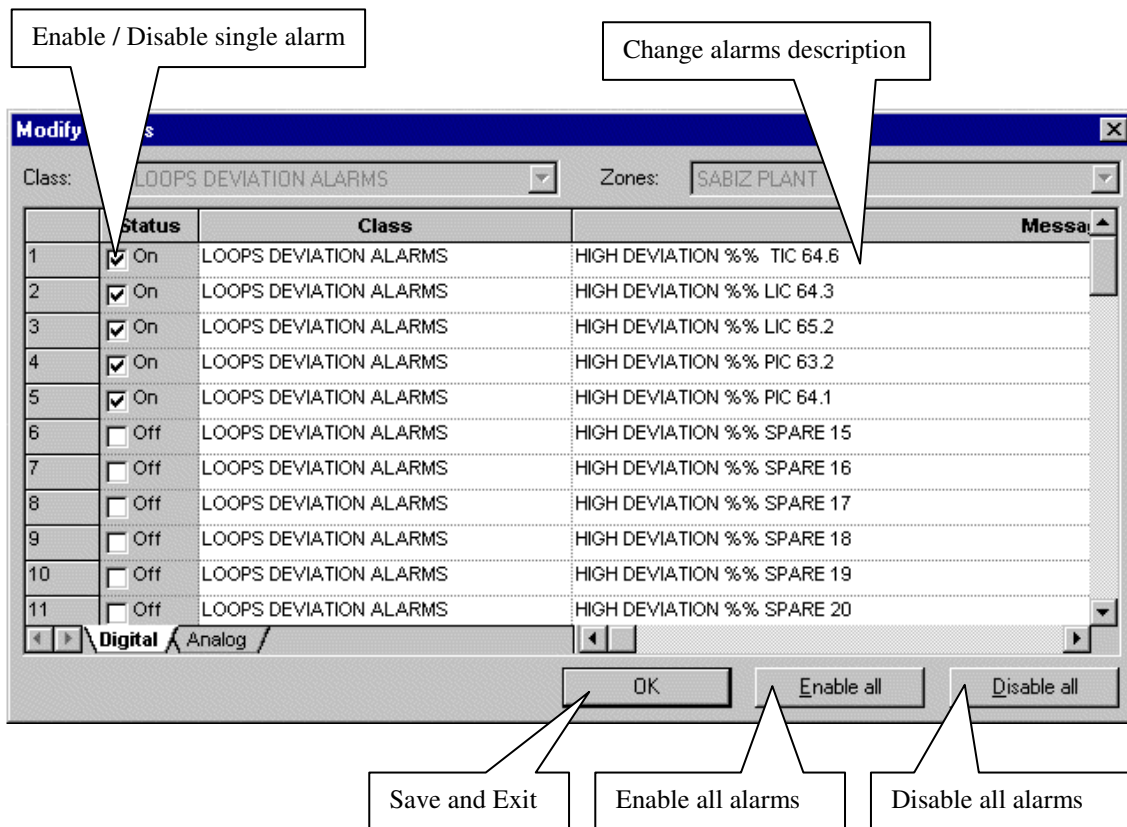 Enable / Disable single alarm
Change alarms description
Modify s
Class: LOOPS DEVIATION ALARMS Zones: SABIZ PLANT
Status Class Messa
1 On LOOPS DEVIATION ALARMS HIGH DEVIATION %% TIC 64.6
2 On LOOPS DEVIATION ALARMS HIGH DEVIATION %% LIC 64.3
3 On LOOPS DEVIATION ALARMS HIGH DEVIATION %% LIC 65.2
4 On LOOPS DEVIATION ALARMS HIGH DEVIATION %% PIC 63.2
5 On LOOPS DEVIATION ALARMS HIGH DEVIATION %% PIC 64.1
6 Off LOOPS DEVIATION ALARMS HIGH DEVIATION %% SPARE 15
7 Off LOOPS DEVIATION ALARMS HIGH DEVIATION %% SPARE 16
8 Off LOOPS DEVIATION ALARMS HIGH DEVIATION %% SPARE 17
9 Off LOOPS DEVIATION ALARMS HIGH DEVIATION %% SPARE 18
10 Off LOOPS DEVIATION ALARMS HIGH DEVIATION %% SPARE 19
11 Off LOOPS DEVIATION ALARMS HIGH DEVIATION %% SPARE 20
Digital Analog
OK Enable all Disable all
Save and Exit Enable all alarms Disable all alarms